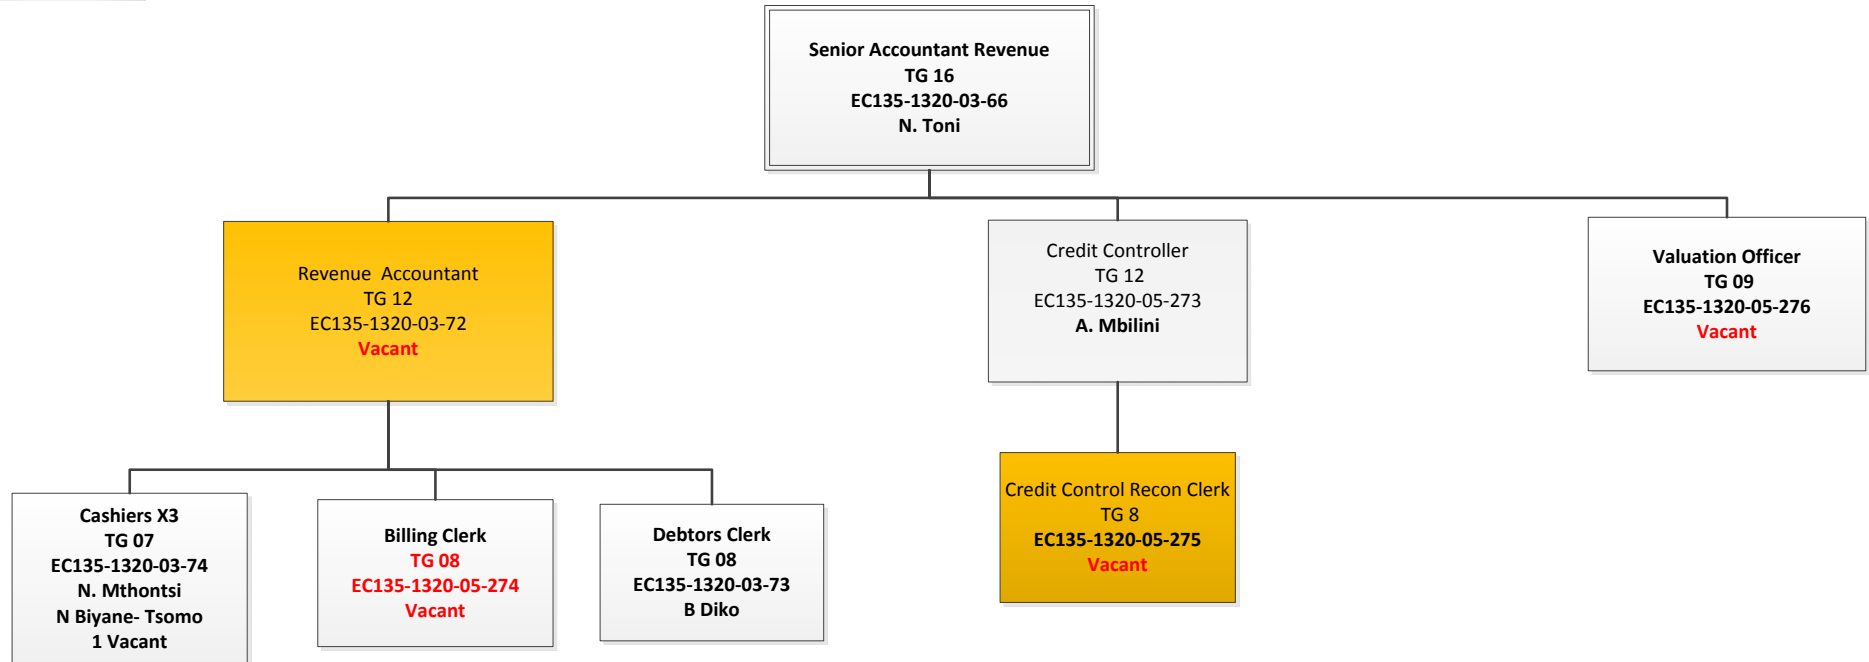 Senior Accountant Revenue
TG 16
EC135-1320-03-66
N. Toni
Revenue Accountant
TG 12
EC135-1320-03-72
Vacant
Credit Controller
TG 12
EC135-1320-05-273
A. Mbilini
Valuation Officer
TG 09
EC135-1320-05-276
Vacant
Cashiers X3
TG 07
EC135-1320-03-74
N. Mthontsi
N Biyane- Tsomo
1 Vacant
Billing Clerk
TG 08
EC135-1320-05-274
Vacant
Debtors Clerk
TG 08
EC135-1320-03-73
B Diko
Credit Control Recon Clerk
TG 8
EC135-1320-05-275
Vacant